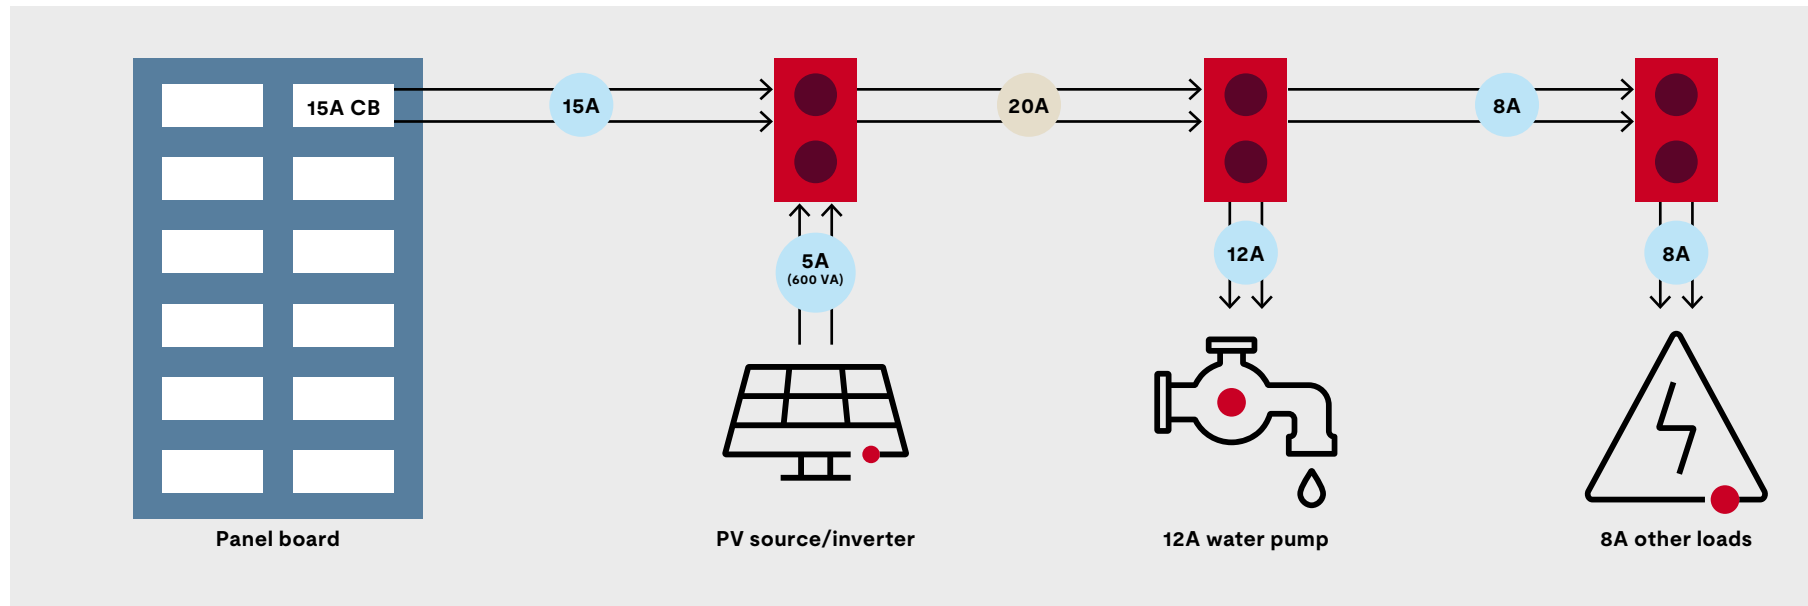 15A CB
15A
20A
8A
5A
(600 VA)
12A
8A
Panel board
PV source/inverter
12A water pump
8A other loads